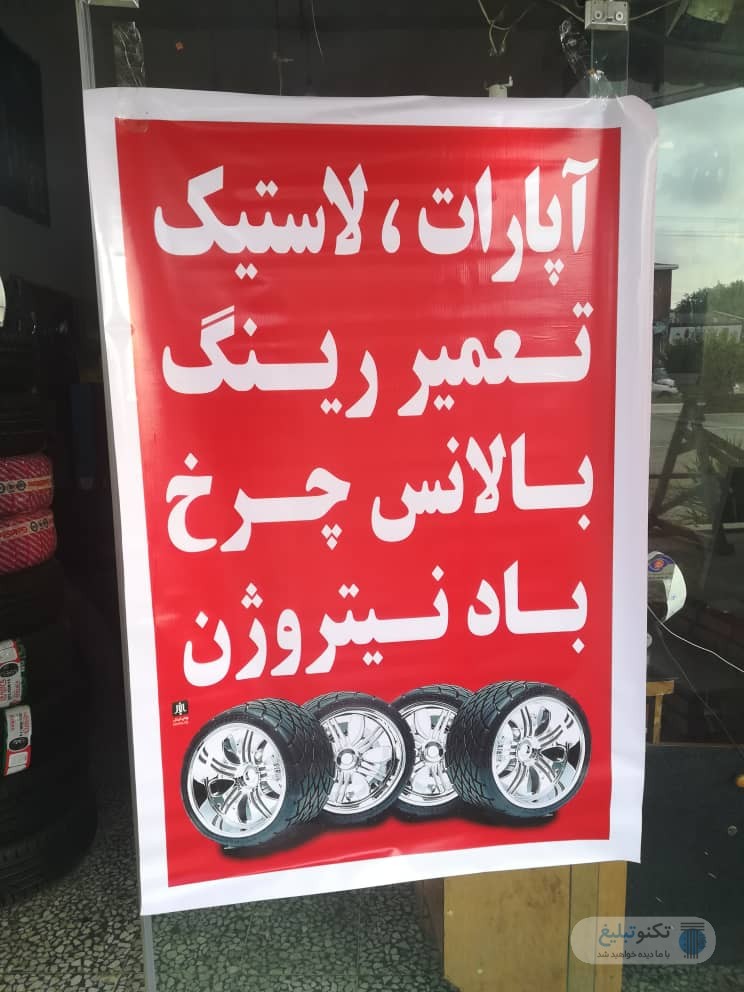 آپارات ، لاستیک
تعمیر رینگ
بالانس چرخ
باد نیتروژن
تکنوتبلیغ
با ما دیده خواهید شد